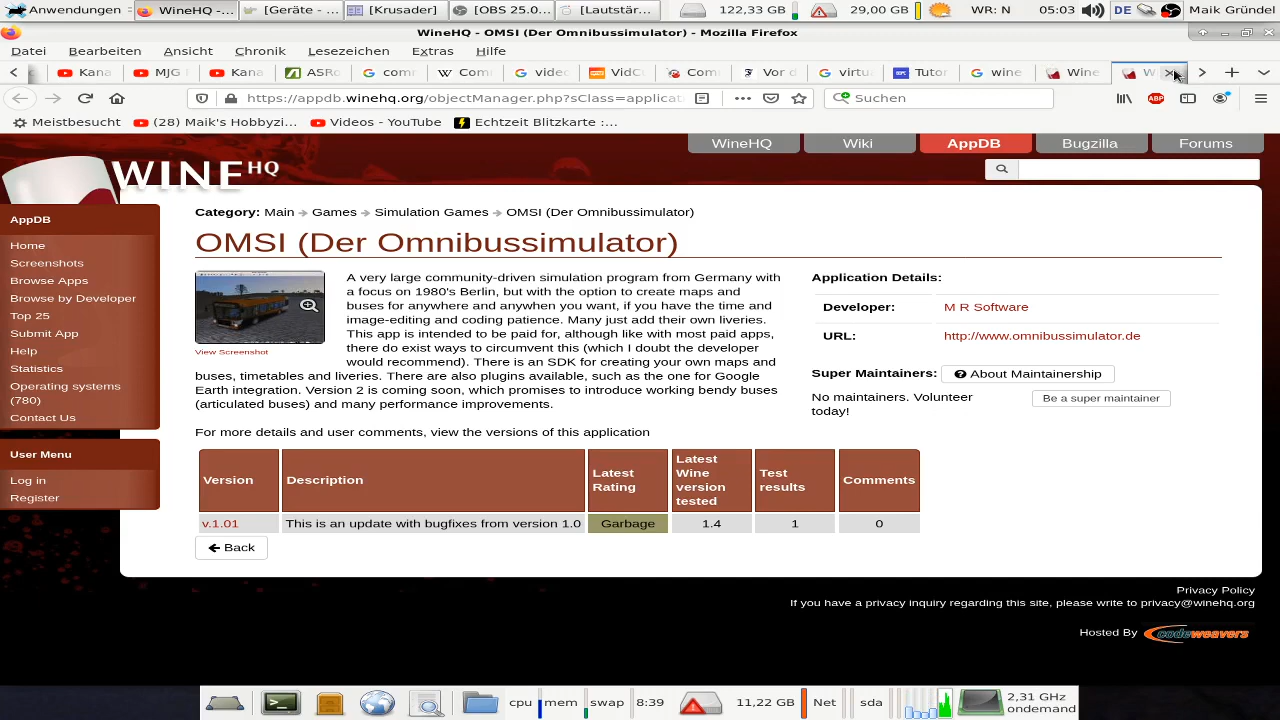 Anwendungen
WineHQ -...
[Geräte - ...
[Krusader]
[OBS 25.0...
[Lautstär...
122,33 GB
29,00 GB
WR: N
05:03
DE
Maik Gründel
WineHQ - OMSI (Der Omnibussimulator) - Mozilla Firefox
Datei Bearbeiten Ansicht Chronik Lesezeichen Extras Hilfe
Kana
MJG
Kana
ASRo
comr
Com
Vor d
virtu
Tutor
wine
Wine
https://appdb.winehq.org/objectManager.php?sClass=applicat
Suchen
ABP
Meistbesucht
(28) Maik's Hobbyzi...
Videos - YouTube
Echtzeit Blitzkarte :...
WineHQ
Wiki
AppDB
Bugzilla
Forums
WINE HQ
AppDB
Home
Screenshots
Browse Apps
Browse by Developer
Top 25
Submit App
Help
Statistics
Operating systems
(780)
Contact Us
User Menu
Log in
Register
Category: Main Games Simulation Games OMSI (Der Omnibussimulator)
OMSI (Der Omnibussimulator)
View Screenshot
A very large community-driven simulation program from Germany with
a focus on 1980's Berlin, but with the option to create maps and
buses for anywhere and anywhen you want, if you have the time and
image-editing and coding patience. Many just add their own liveries.
This app is intended to be paid for, althougl like with most paid apps,
there do exist ways to circumvent this (which I doubt the developer
would recommend). There is an SDK for creating your own maps and
buses, timetables and liveries. There are also plugins available, such as the one for Google
Earth integration. Version 2 is coming soon, which promises to introduce working bendy buses
(articulated buses) and many performance improvements.
For more details and user comments, view the versions of this application
Application Details:
Developer: M R Software
URL: http://www.omnibussimulator.de
Super Maintainers: About Maintainership
No maintainers. Volunteer
today!
Be a super maintainer
Version
Description
Latest
Rating
Latest
Wine
version
tested
Test
results
Comments
v.1.01 This is an update with bugfixes from version 1.0 Garbage 1.4 1 0
Back
Privacy Policy
If you have a privacy inquiry regarding this site, please write to privacy@winehq.org
Hosted By codeweavers
cpu mem swap 8:39 11,22 GB Net sda 2,31 GHz
ondemand